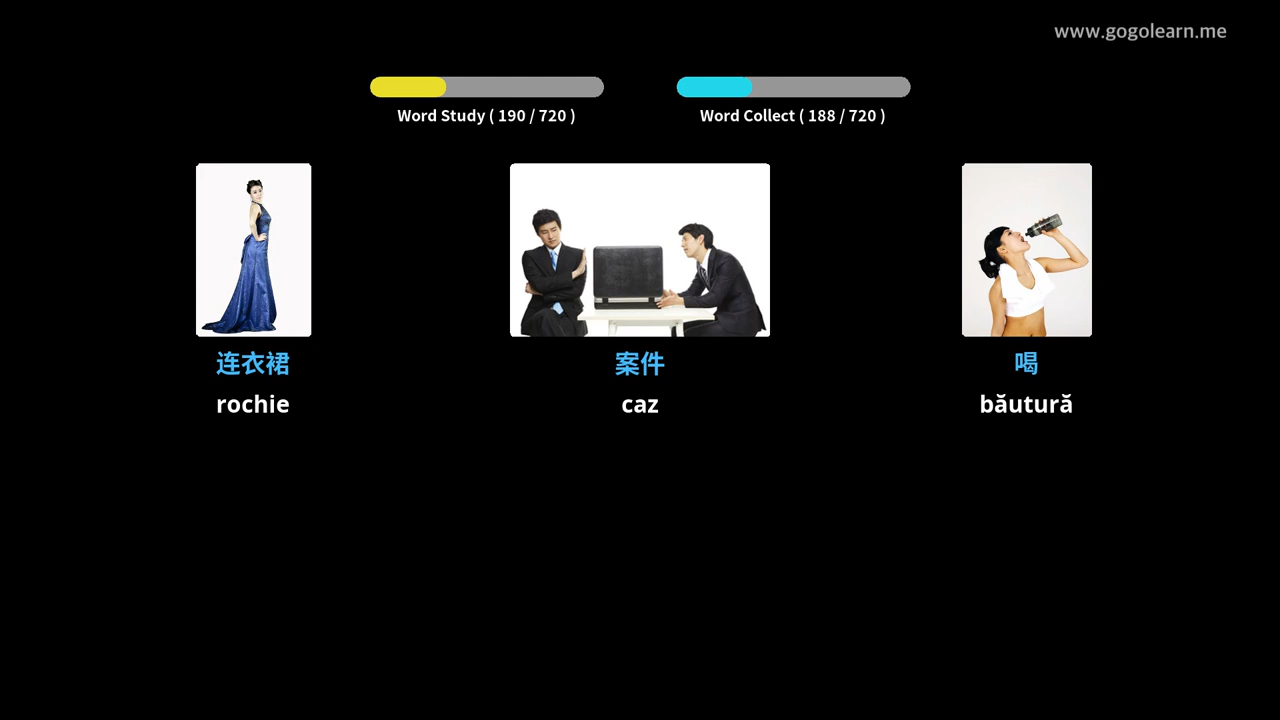 www.gogolearn.me
Word Study ( 190 / 720 )
Word Collect ( 188 / 720 )
连衣裙
案件
喝
rochie
caz
băutură